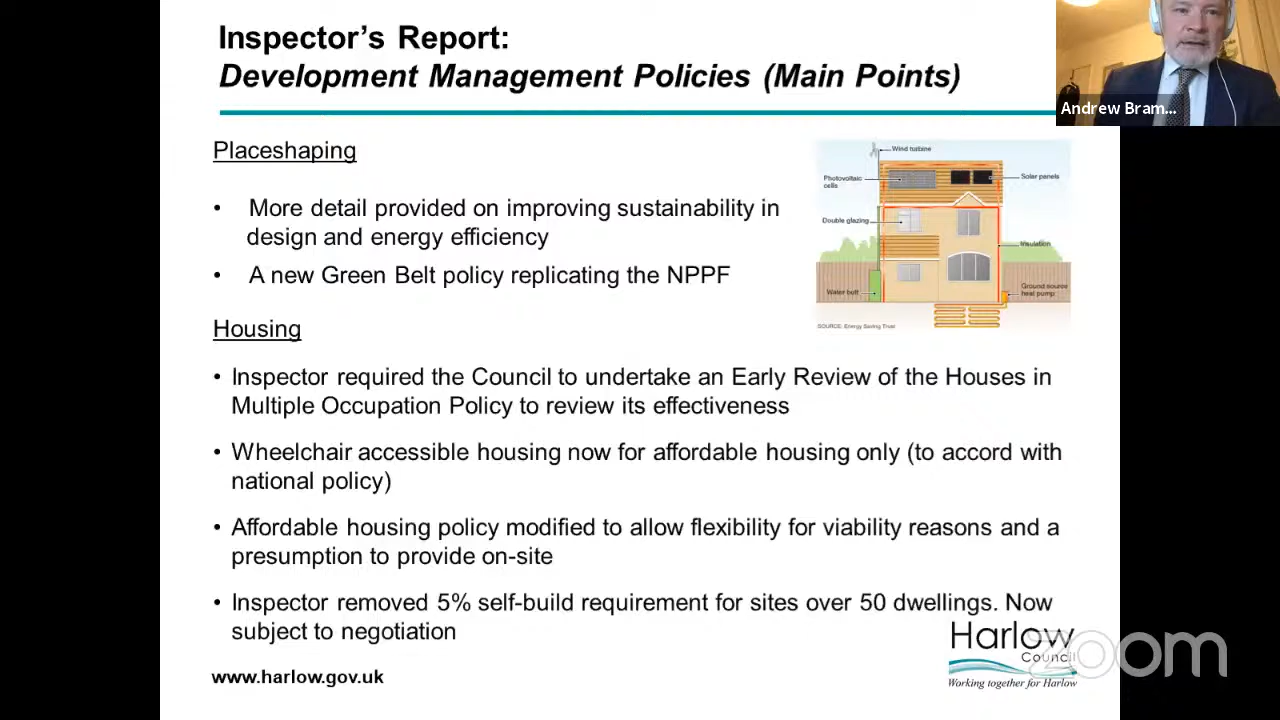 Inspector's Report:
Development Management Policies (Main Points)
Andrew Bram...
Placeshaping
• More detail provided on improving sustainability in
design and energy efficiency
• A new Green Belt policy replicating the NPPF
Wind turbine
Photovoltaic
cells
Solar panels
Double glazing
Insulation
Water butt
Ground source
heat pump
SOURCE: Energy Saving Trust
Housing
• Inspector required the Council to undertake an Early Review of the Houses in
Multiple Occupation Policy to review its effectiveness
• Wheelchair accessible housing now for affordable housing only (to accord with
national policy)
• Affordable housing policy modified to allow flexibility for viability reasons and a
presumption to provide on-site
• Inspector removed 5% self-build requirement for sites over 50 dwellings. Now
subject to negotiation
www.harlow.gov.uk
Harlow
Council
Working together for Harlow
zoom